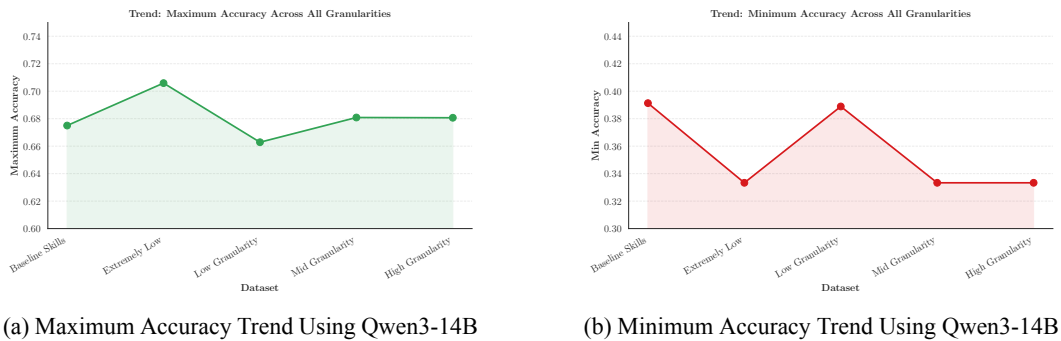 Trend: Maximum Accuracy Across All Granularities
0.74
0.72
0.70
0.68
0.66
0.64
0.62
0.60
Maximum Accuracy
Baseline Skills
Extremely Low
Low Granularity
Mid Granularity
High Granularity
Dataset
(a) Maximum Accuracy Trend Using Qwen3-14B
Trend: Minimum Accuracy Across All Granularities
0.44
0.42
0.40
0.38
0.36
0.34
0.32
0.30
Min Accuracy
Baseline Skills
Extremely Low
Low Granularity
Mid Granularity
High Granularity
Dataset
(b) Minimum Accuracy Trend Using Qwen3-14B